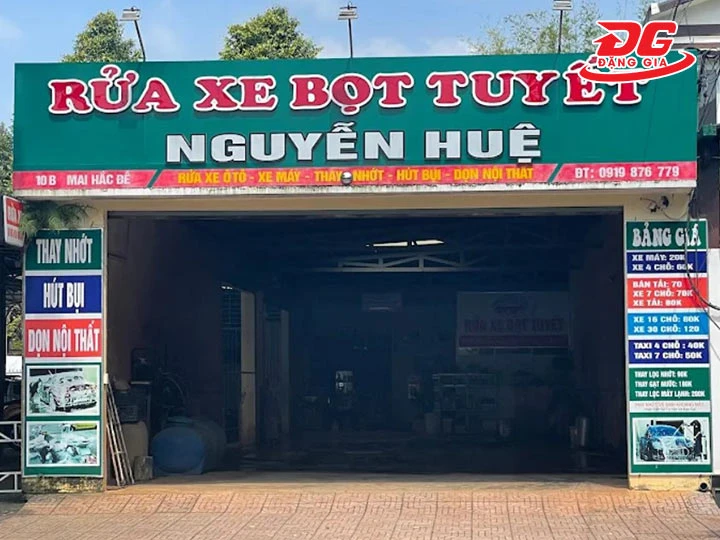 ĐG
ĐẶNG GIA
RỬA XE BỌT TUYẾT
NGUYỄN HUỆ
10 B MAI HẮC ĐẾ
RỬA XE ÔTÔ - XE MÁY - THAY NHỚT - HÚT BỤI - DỌN NỘI THẤT
ĐT: 0919 876 779
THAY NHỚT
HÚT BỤI
DỌN NỘI THẤT
RỬA XE BỌT TUYẾT
BẢNG GIÁ
XE MÁY: 20K
XE 4 CHỖ: 60K
BÁN TẢI: 70
XE 7 CHỖ: 70K
XE TẢI: 80K
XE 16 CHỖ: 80K
XE 30 CHỖ: 120
TAXI 4 CHỖ : 40K
TAXI 7 CHỖ: 50K
THAY LỌC NHỚT: 90K
THAY GẠT NƯỚC: 180K
THAY LỌC MÁY LẠNH: 200K